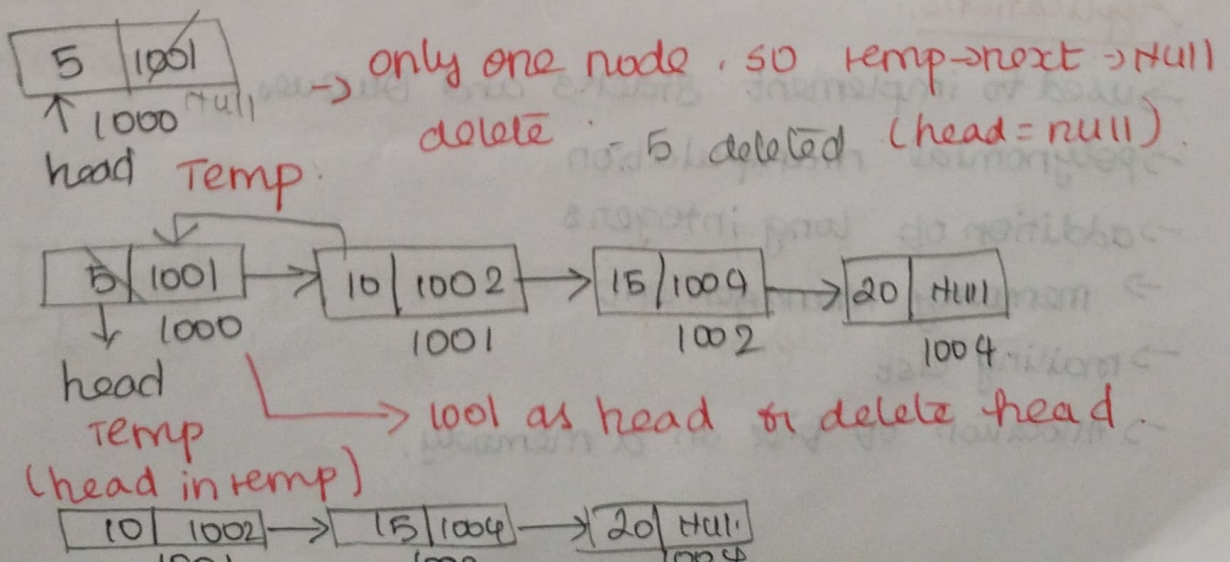 5 | 1001 → only one node. so temp→next → Null
1000 Null
delete :- 5 deleted (head = null).
head Temp.
5 | 1001 → 10 | 1002 → 15 | 1004 → 20 | Null
1000 1001 1002 1004
head
Temp
→ 1001 as head & delete head.
(head in temp)
10 | 1002 → 15 | 1004 → 20 | Null
1004